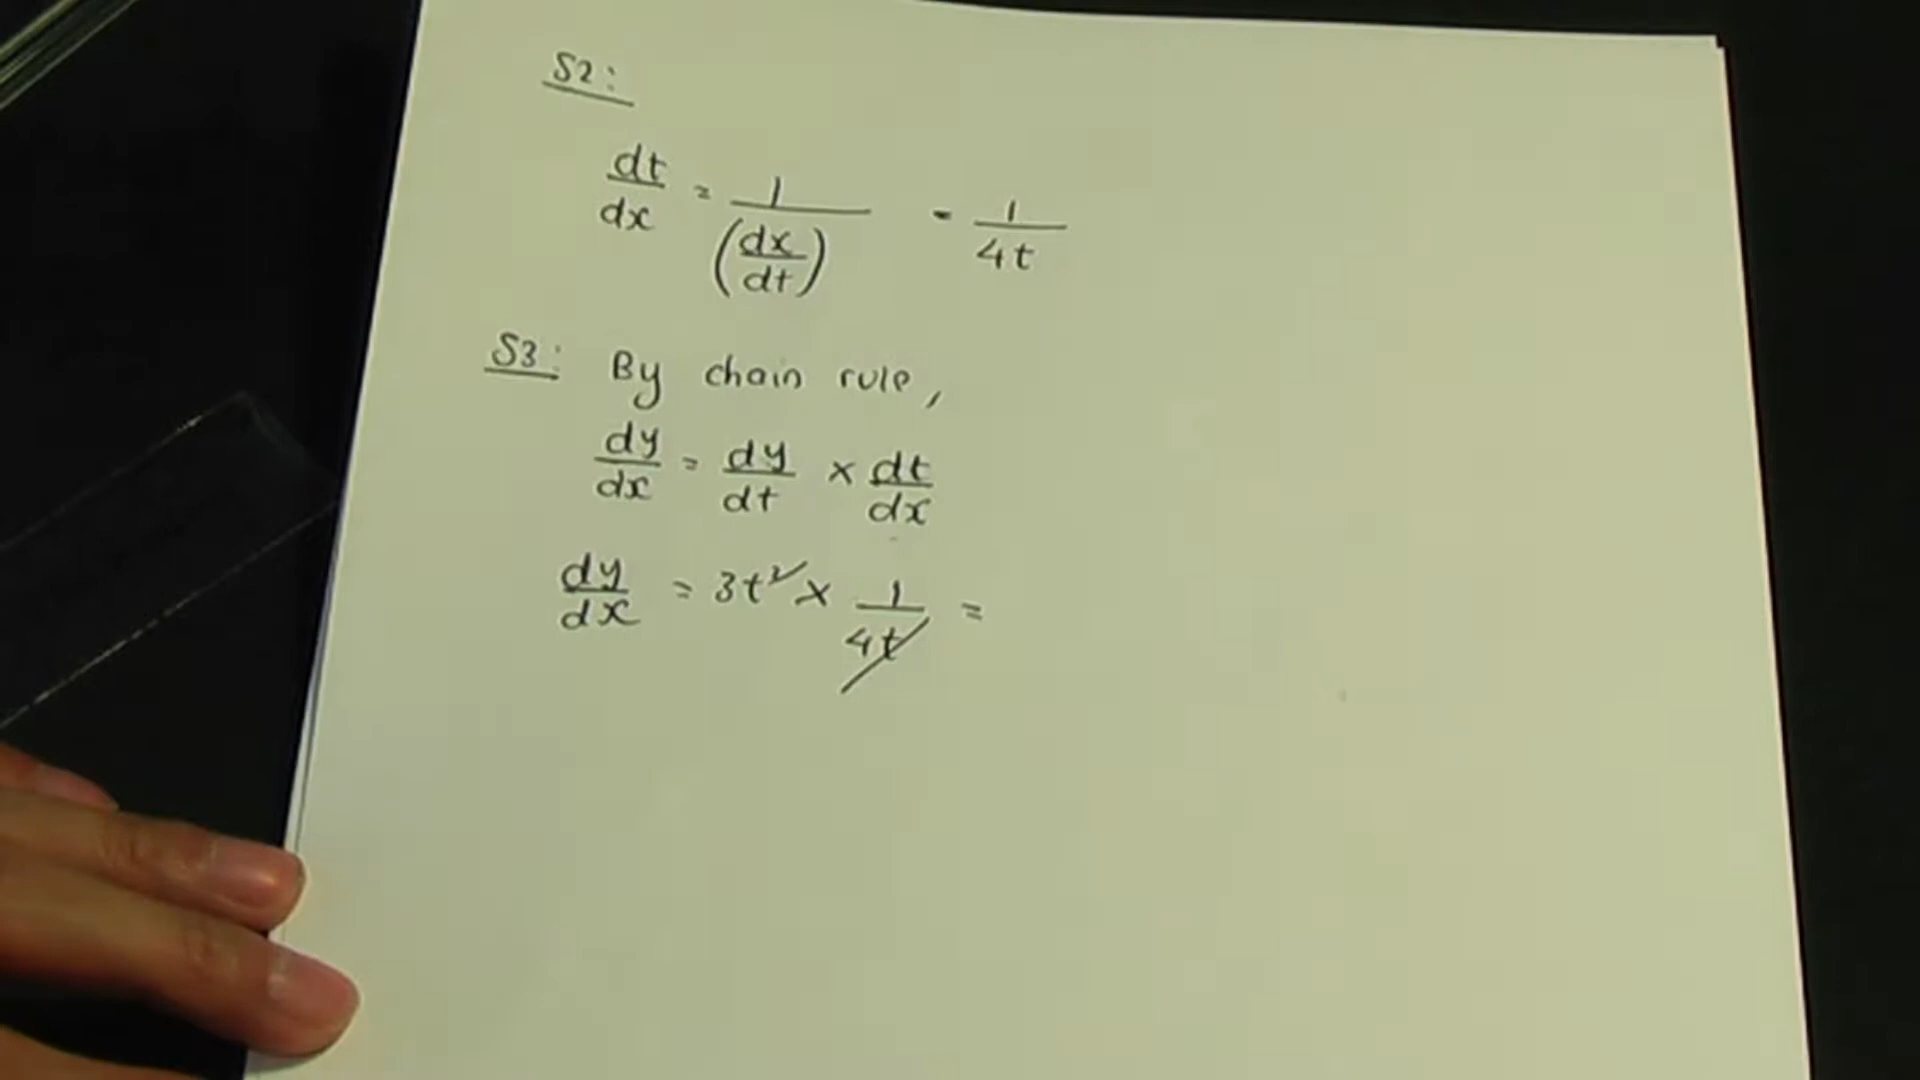 S2:
dt/dx = 1/(dx/dt) = 1/4t
S3: By chain rule,
dy/dx = dy/dt × dt/dx
dy/dx = 3t² × 1/4t =